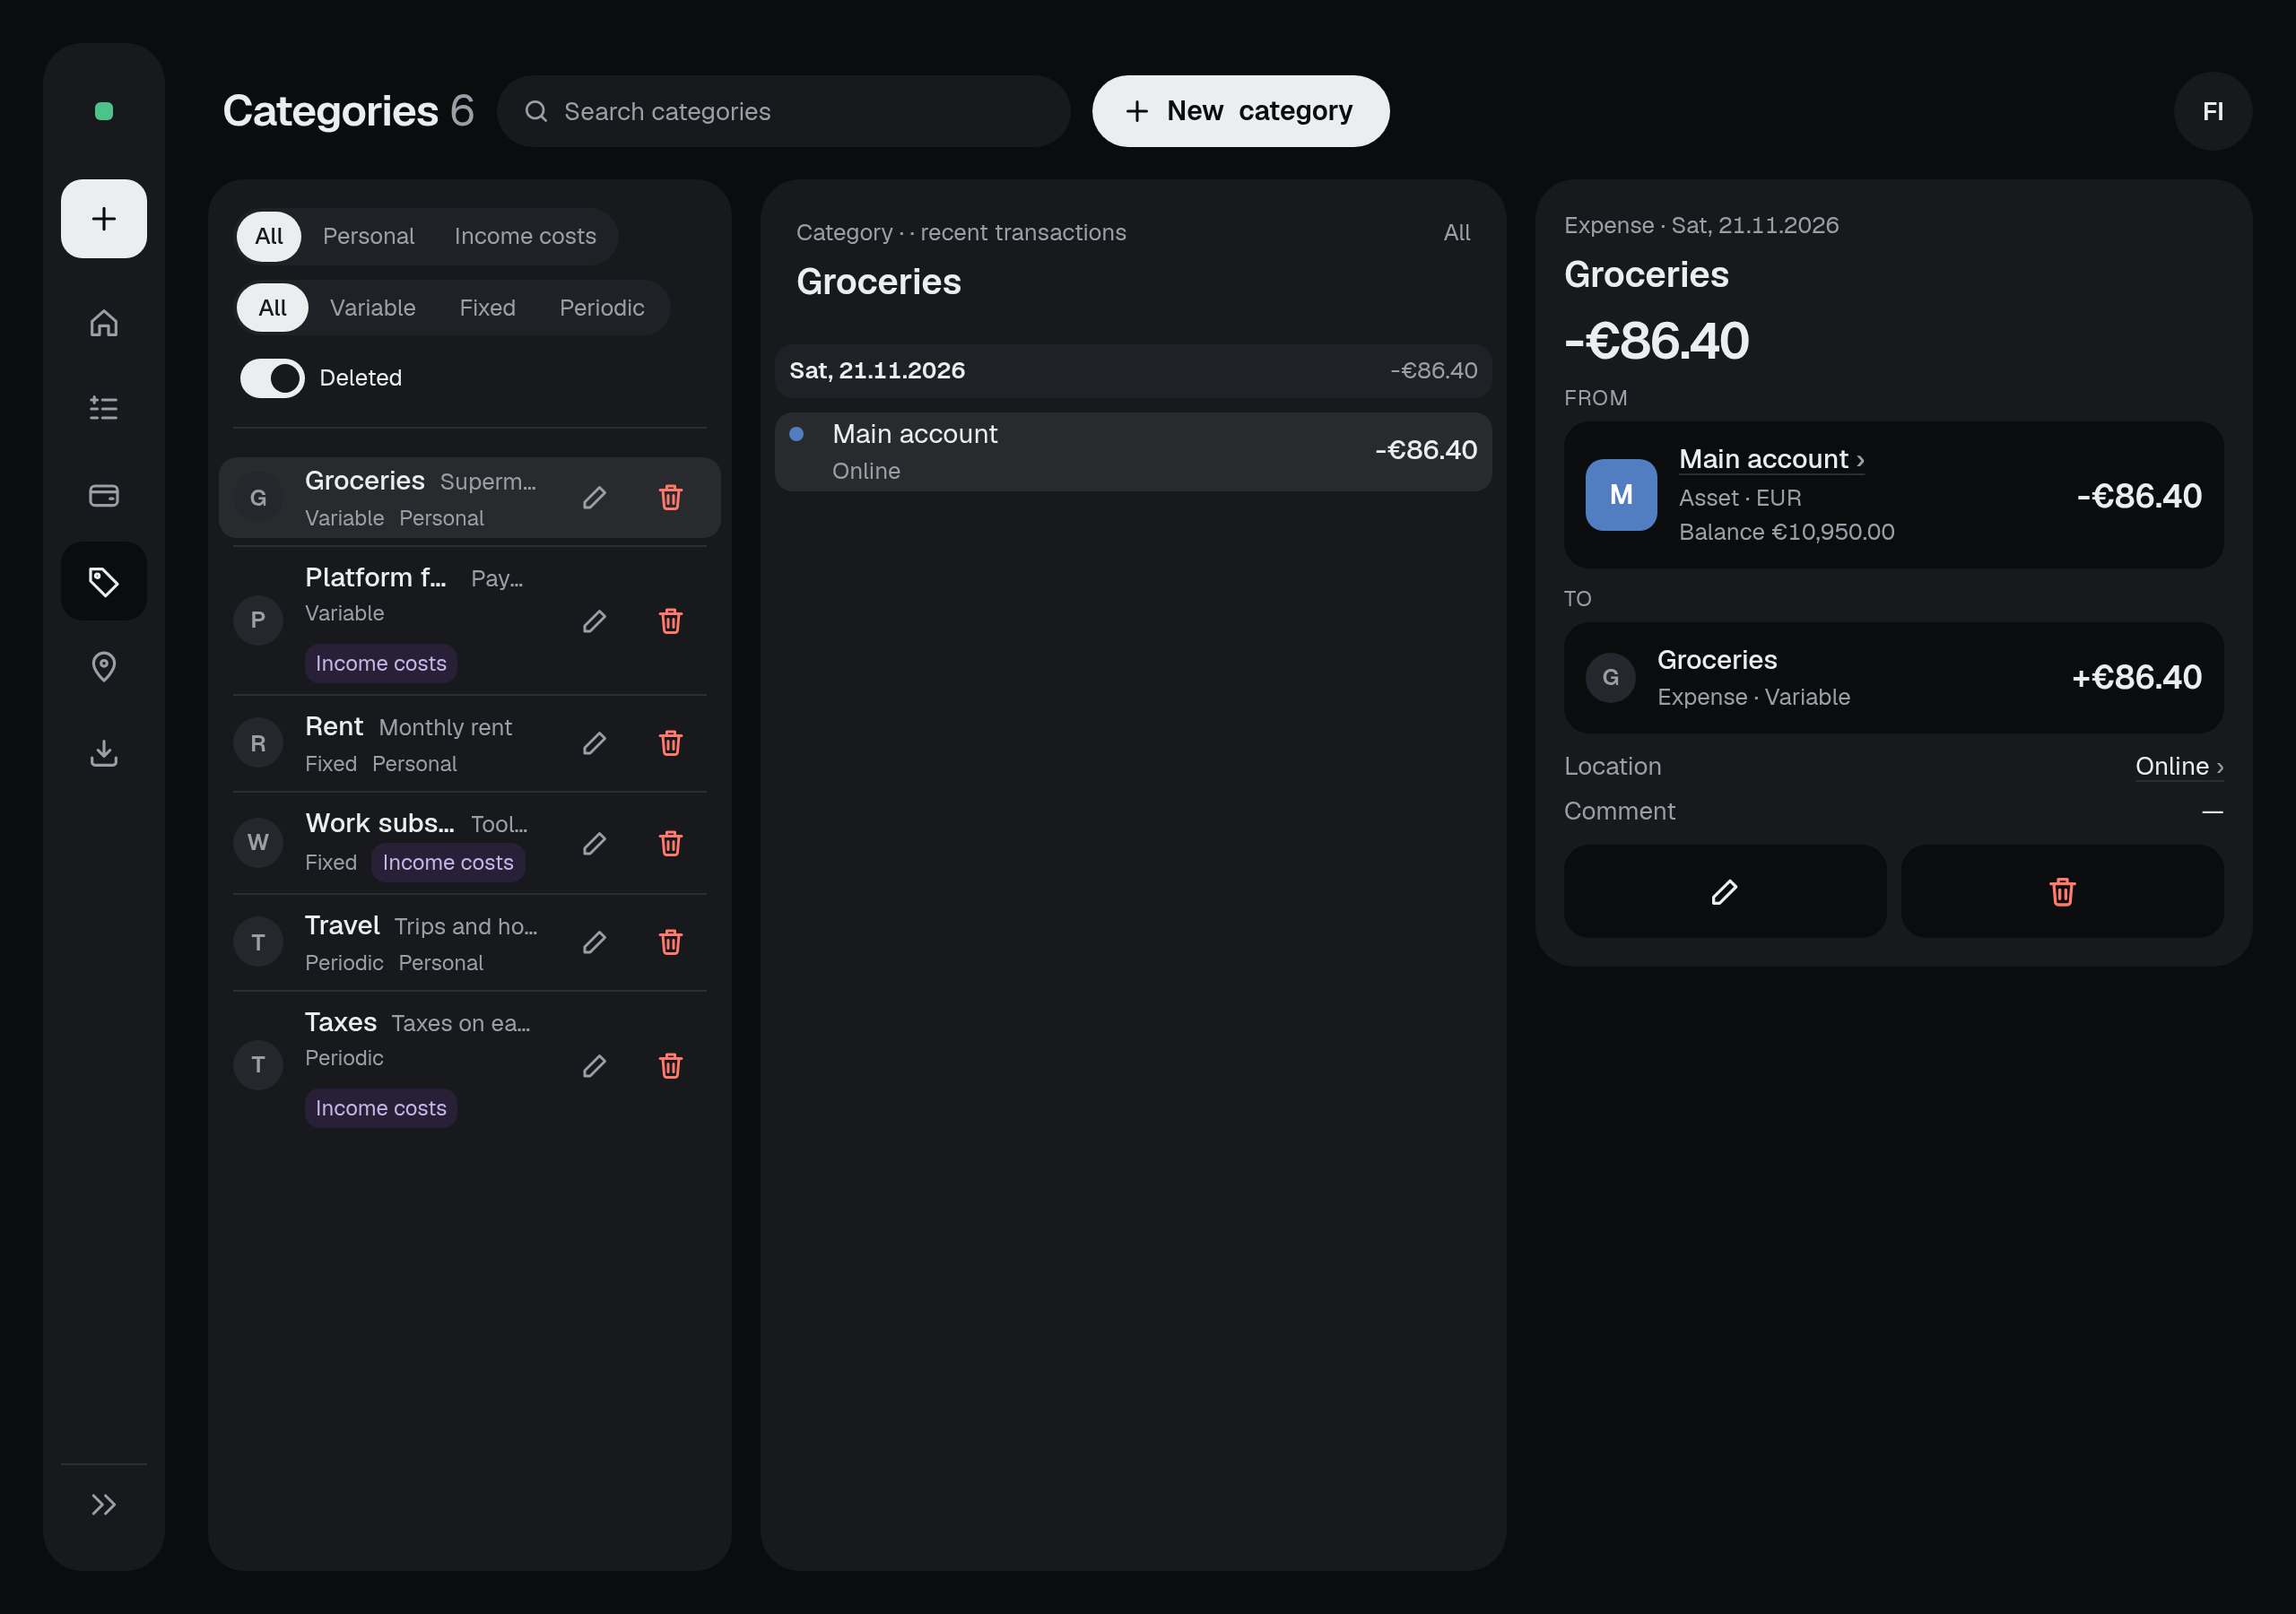 Categories 6
Search categories
New category
FI
All Personal Income costs
All Variable Fixed Periodic
Deleted
G
Groceries Superm...
Variable Personal
P
Platform f... Pay...
Variable
Income costs
R
Rent Monthly rent
Fixed Personal
W
Work subs... Tool...
Fixed Income costs
T
Travel Trips and ho...
Periodic Personal
T
Taxes Taxes on ea...
Periodic
Income costs
Category · · recent transactions All
Groceries
Sat, 21.11.2026 -€86.40
Main account -€86.40
Online
Expense · Sat, 21.11.2026
Groceries
-€86.40
FROM
M
Main account ›
Asset · EUR
Balance €10,950.00
-€86.40
TO
G
Groceries
Expense · Variable
+€86.40
Location Online ›
Comment —